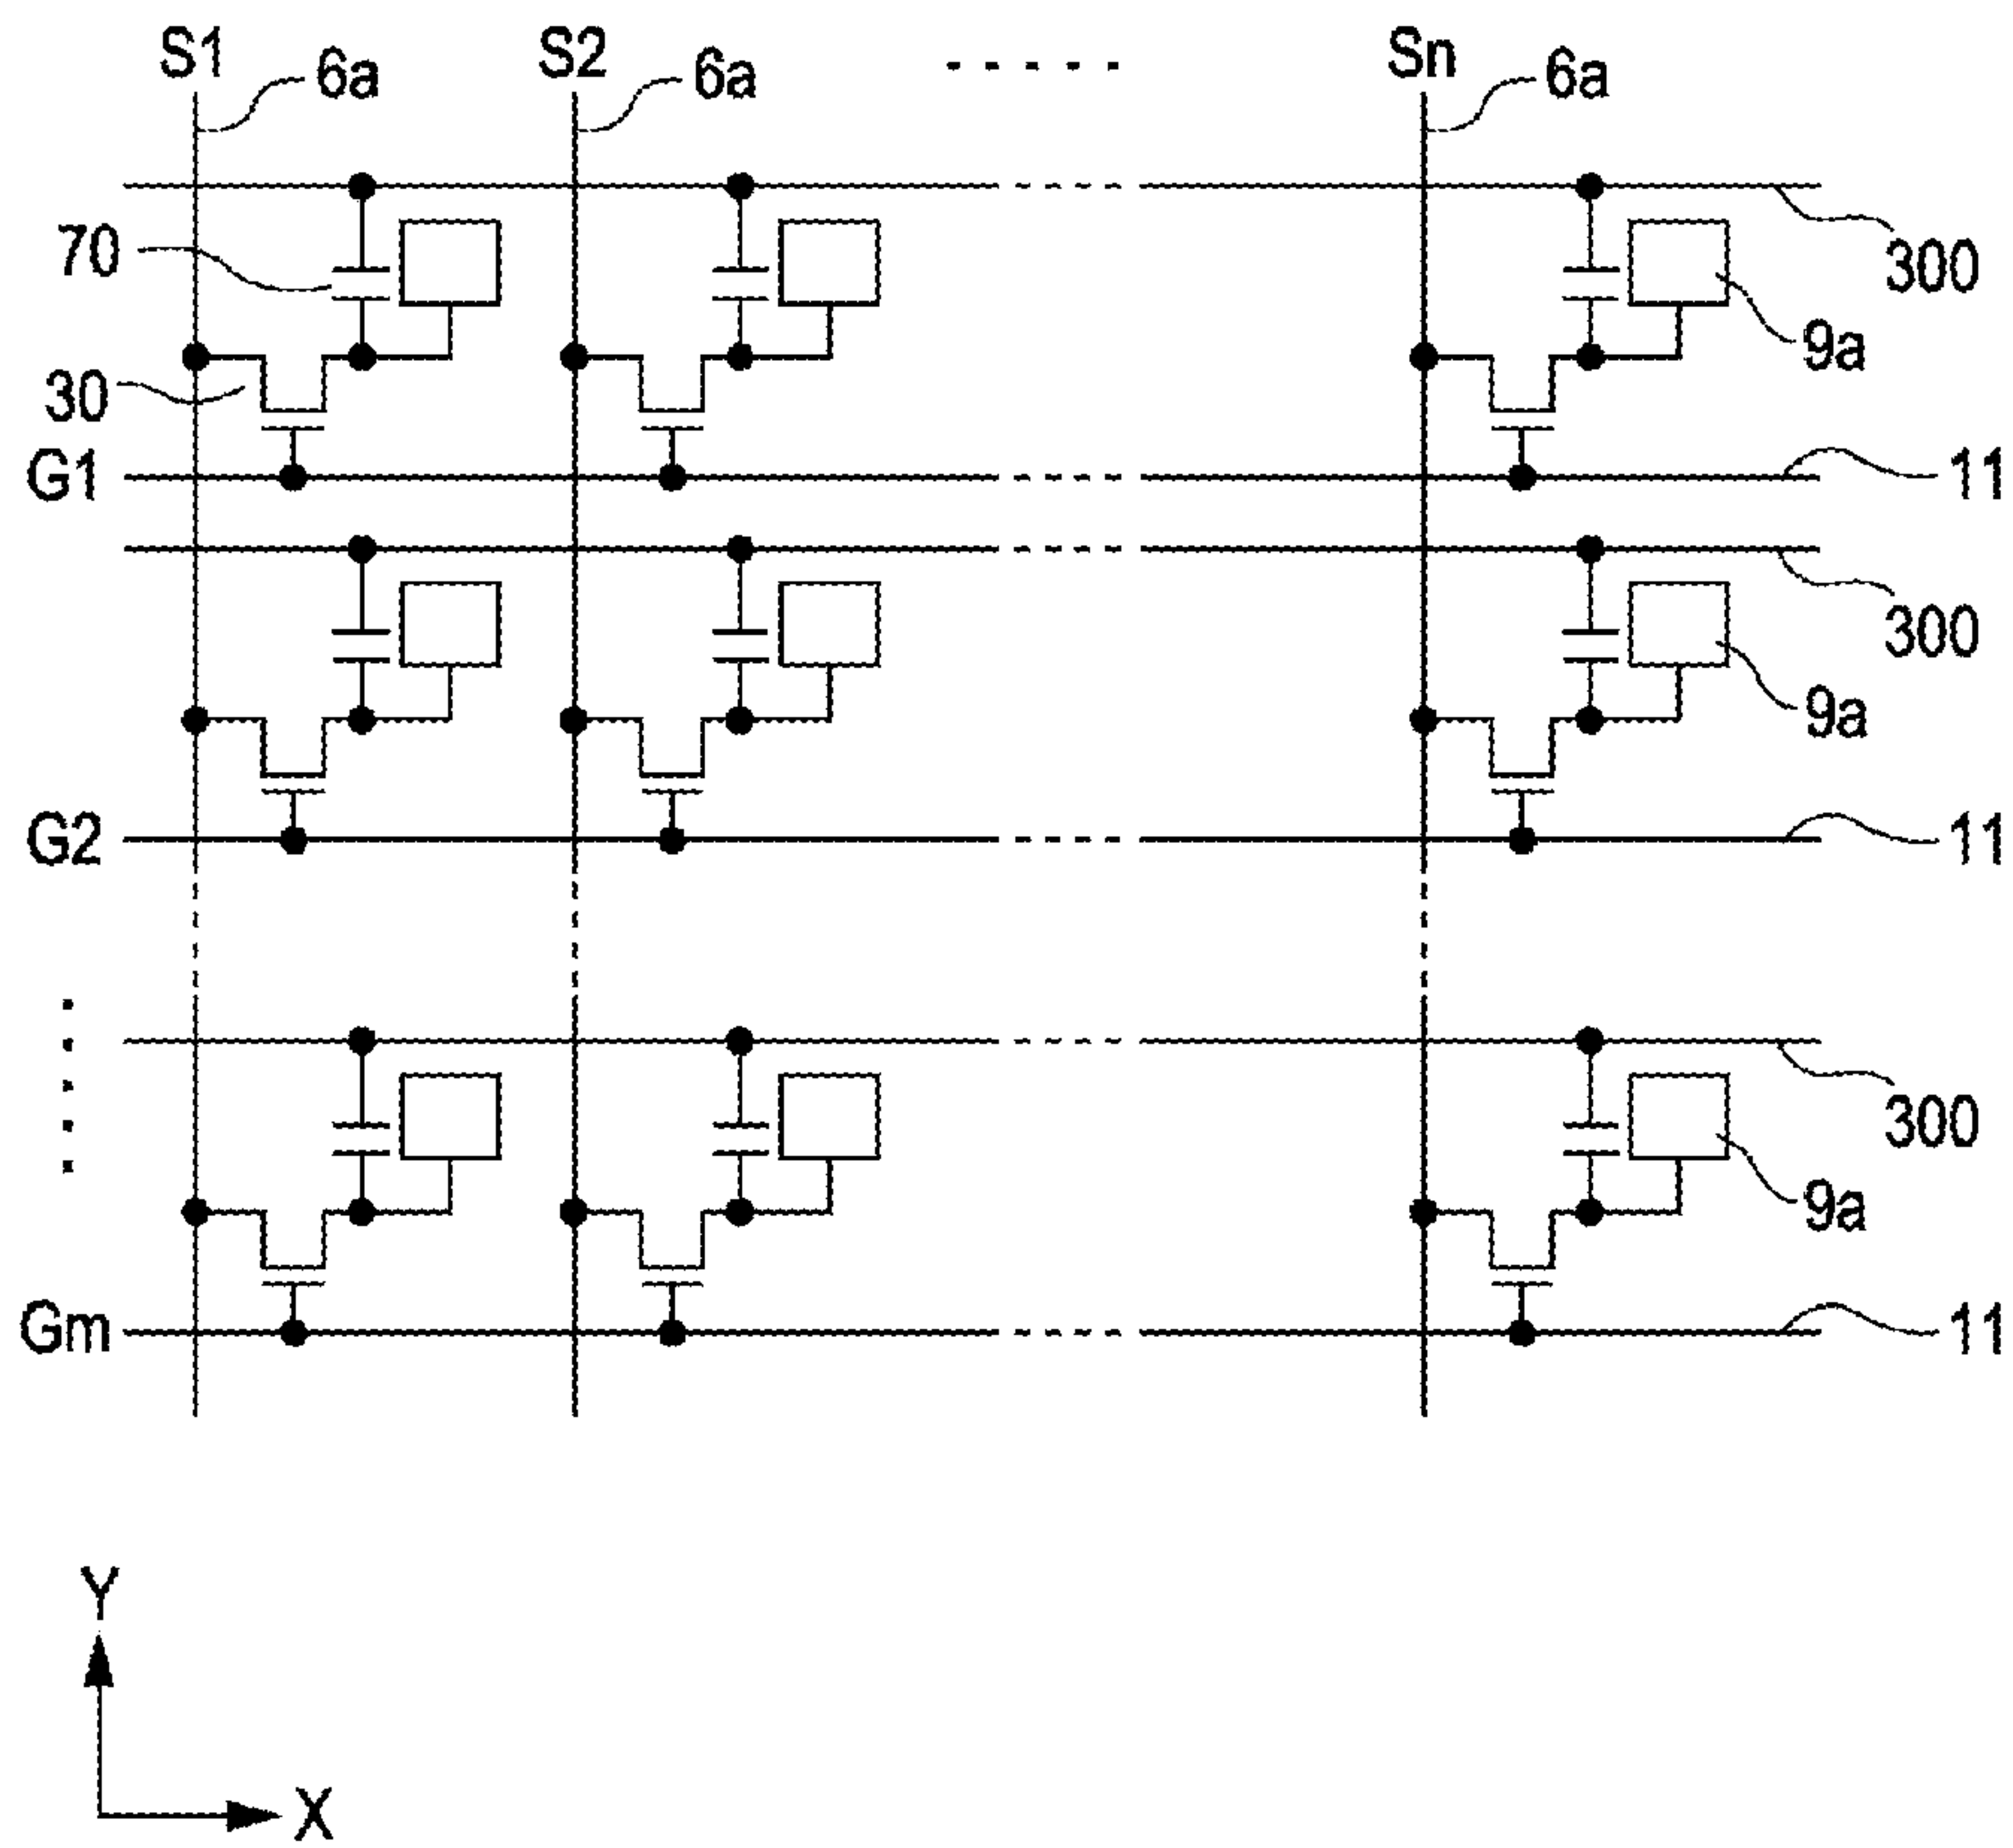 S1 6a S2 6a ..... Sn 6a
70 300
9a
30
G1 11
300
9a
G2 11
300
9a
Gm 11
Y
X